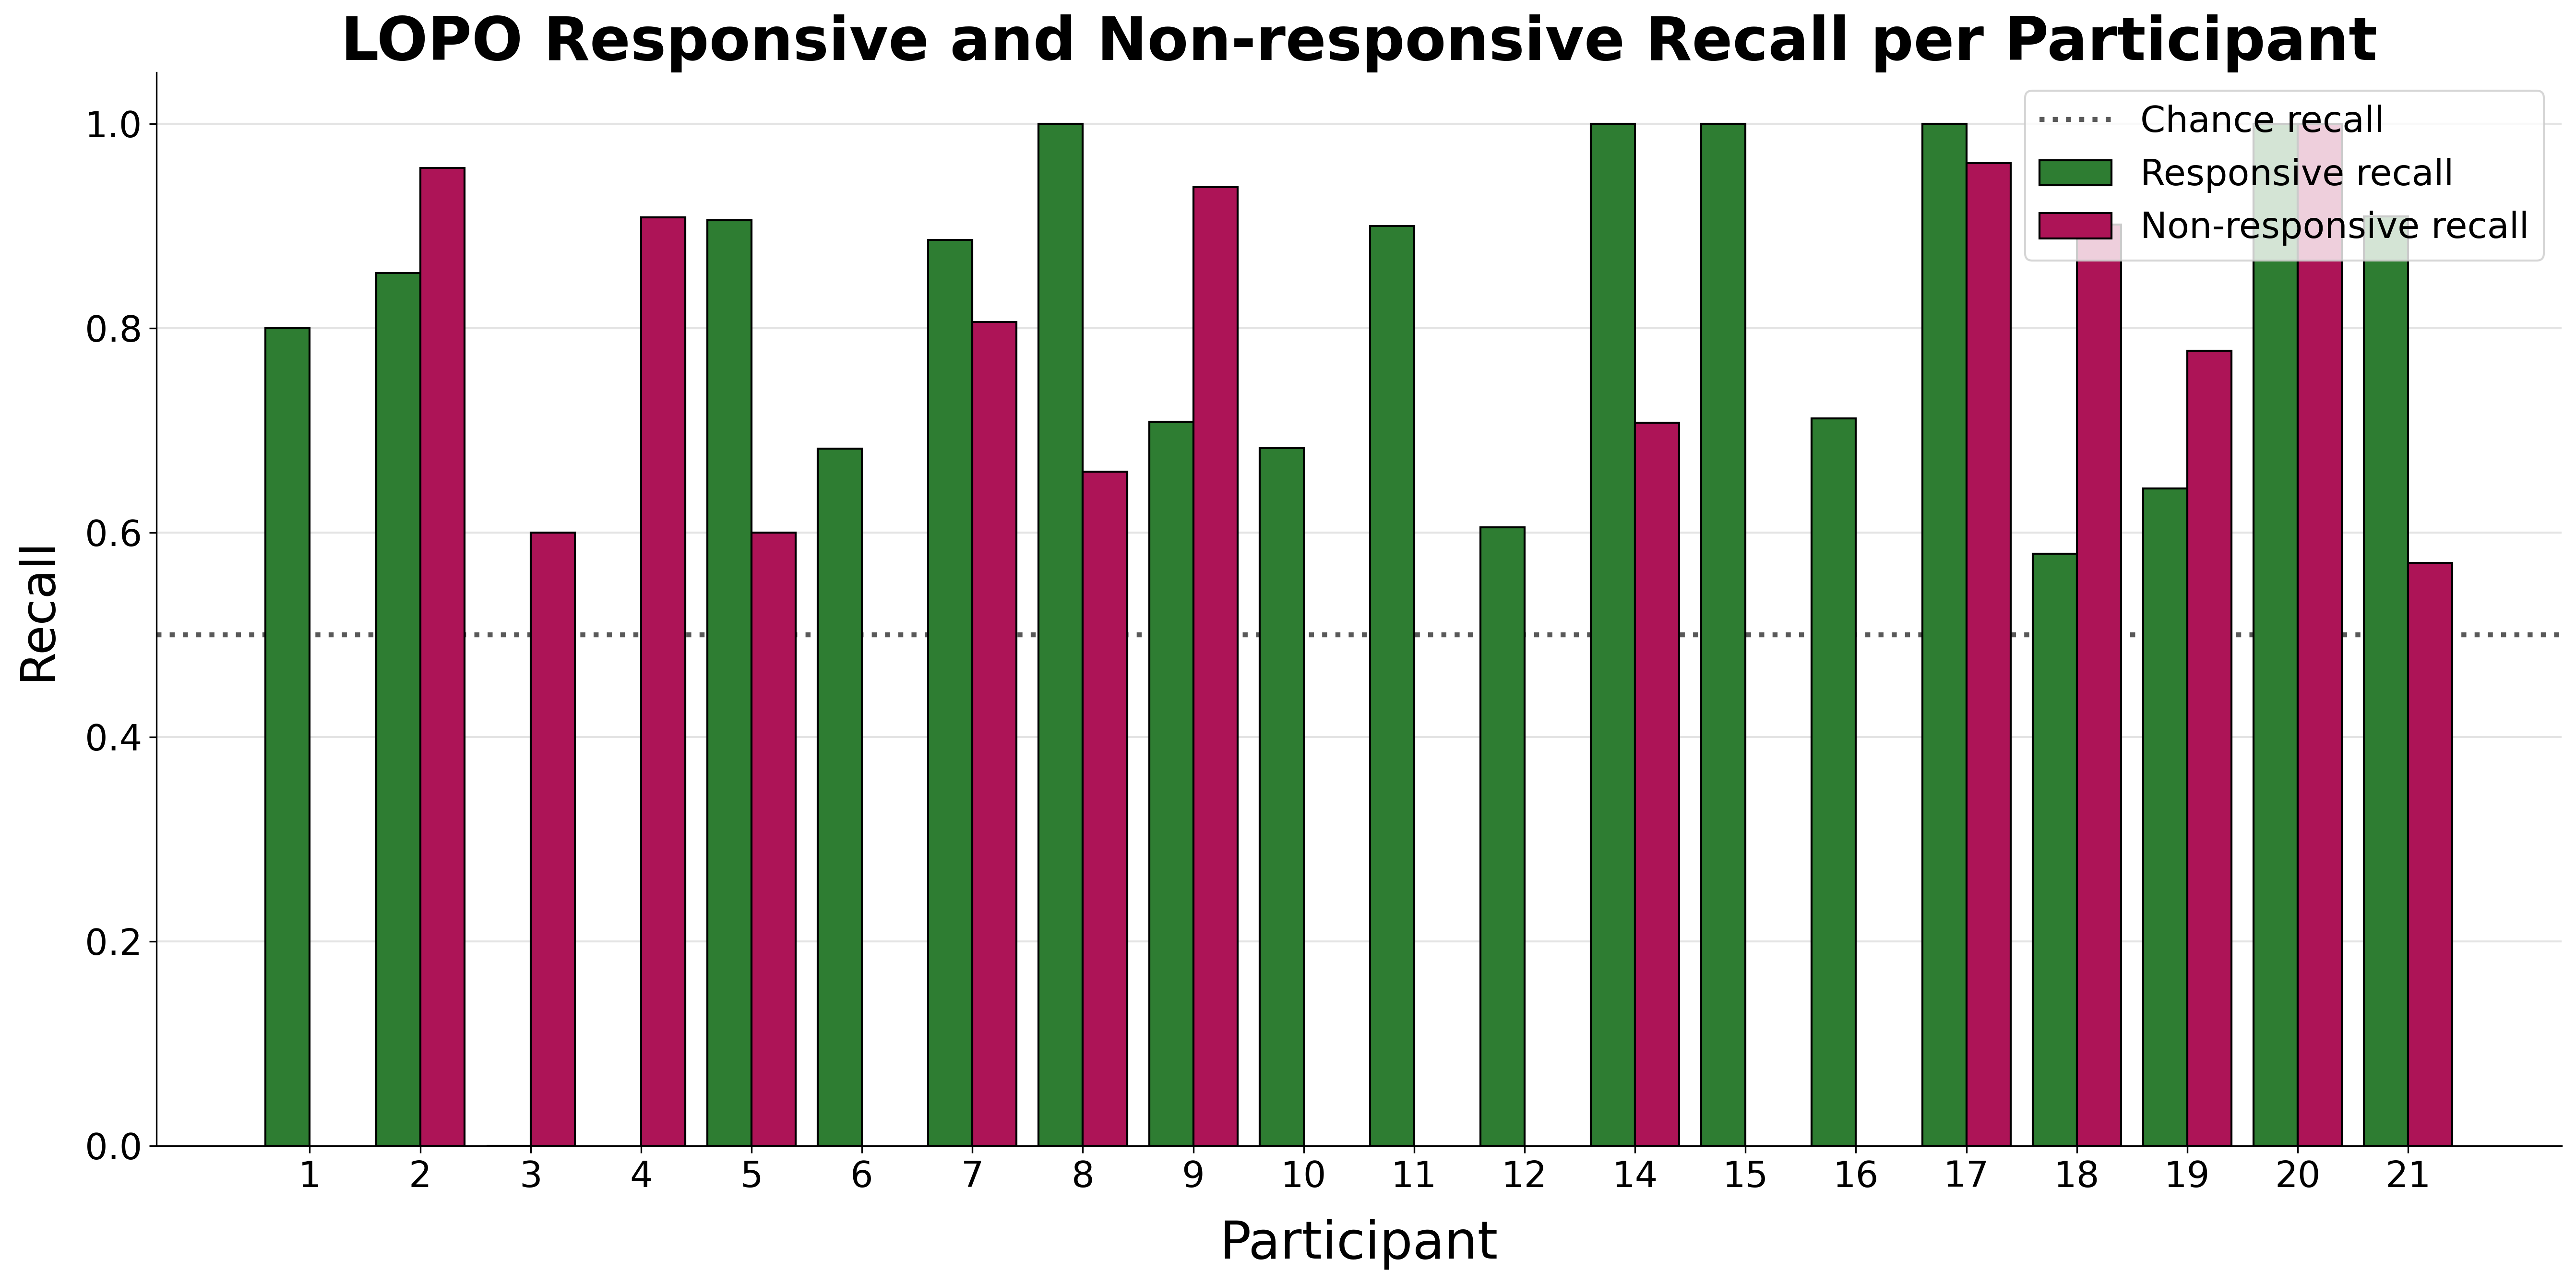 LOPO Responsive and Non-responsive Recall per Participant
Chance recall
Responsive recall
Non-responsive recall
Recall
1.0
0.8
0.6
0.4
0.2
0.0
1 2 3 4 5 6 7 8 9 10 11 12 14 15 16 17 18 19 20 21
Participant